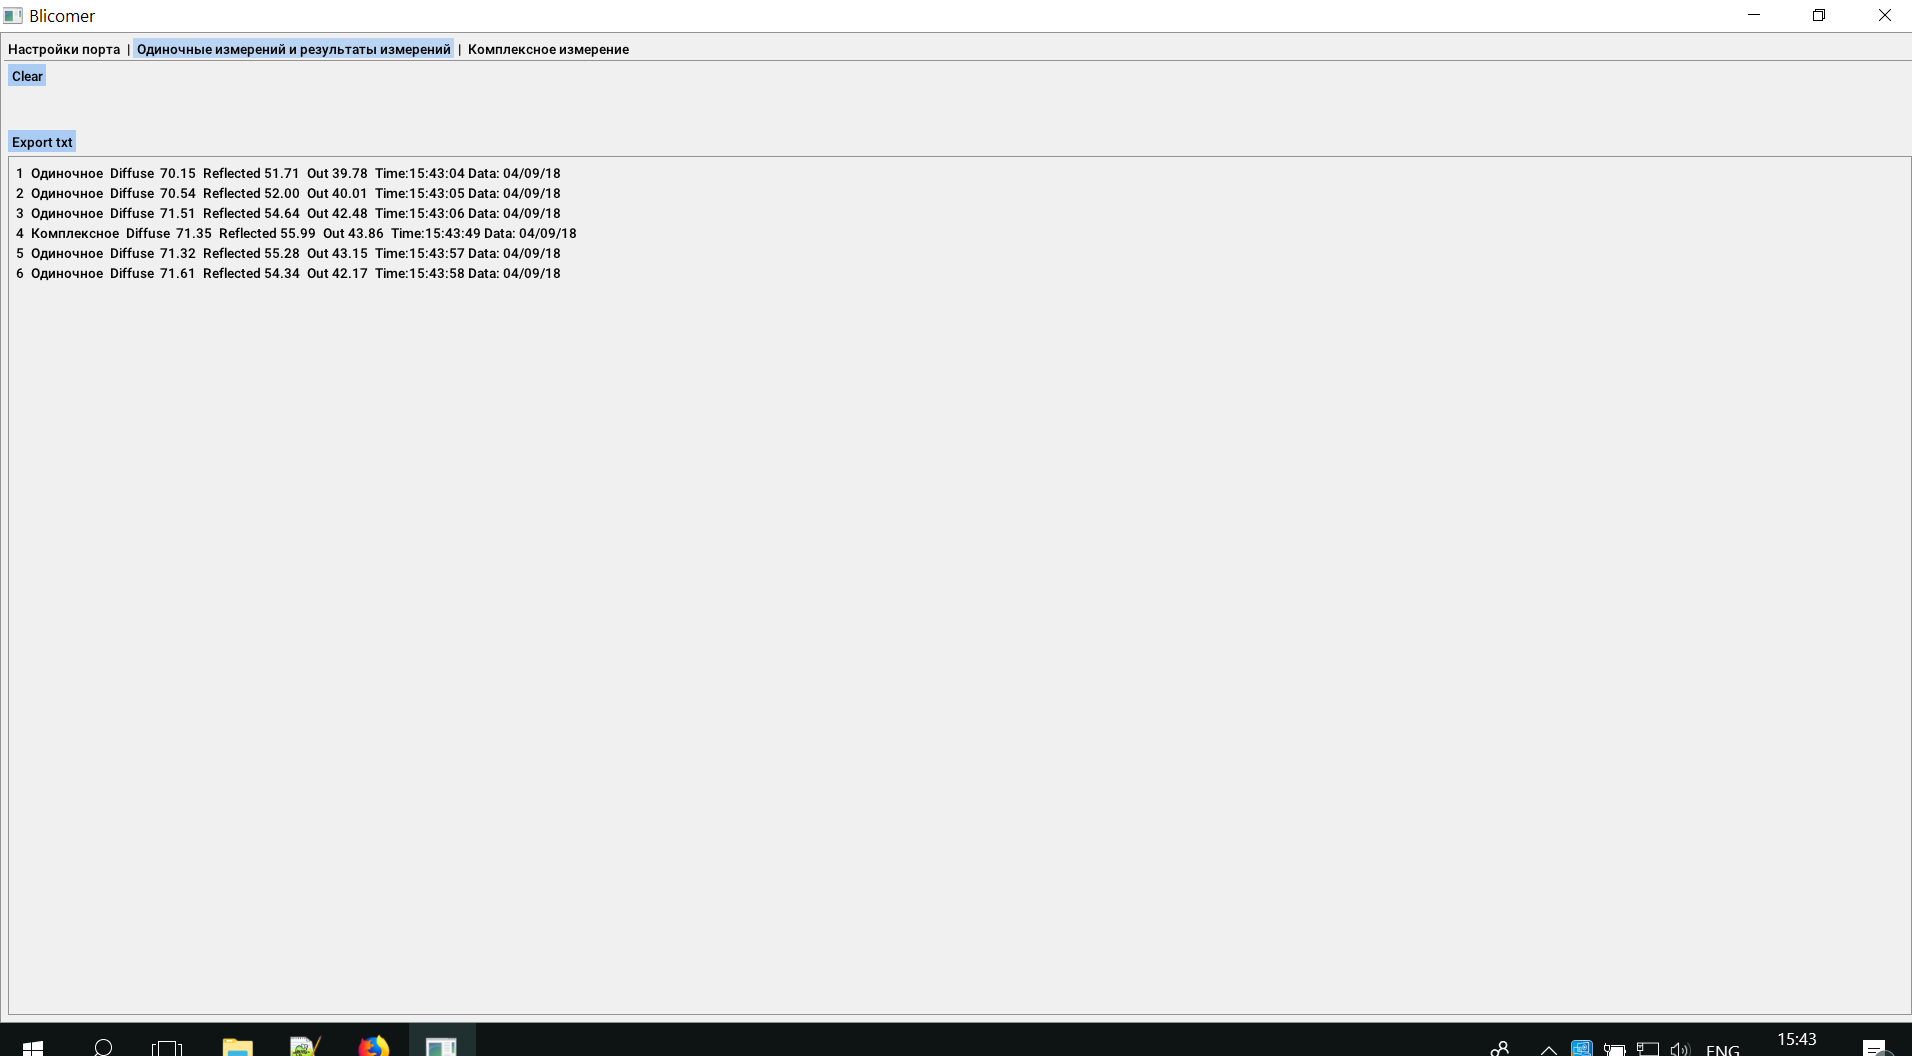 Blicomer
Настройки порта | Одиночные измерений и результаты измерений | Комплексное измерение
Clear
Export txt
1 Одиночное Diffuse 70.15 Reflected 51.71 Out 39.78 Time:15:43:04 Data: 04/09/18
2 Одиночное Diffuse 70.54 Reflected 52.00 Out 40.01 Time:15:43:05 Data: 04/09/18
3 Одиночное Diffuse 71.51 Reflected 54.64 Out 42.48 Time:15:43:06 Data: 04/09/18
4 Комплексное Diffuse 71.35 Reflected 55.99 Out 43.86 Time:15:43:49 Data: 04/09/18
5 Одиночное Diffuse 71.32 Reflected 55.28 Out 43.15 Time:15:43:57 Data: 04/09/18
6 Одиночное Diffuse 71.61 Reflected 54.34 Out 42.17 Time:15:43:58 Data: 04/09/18
15:43
ENG